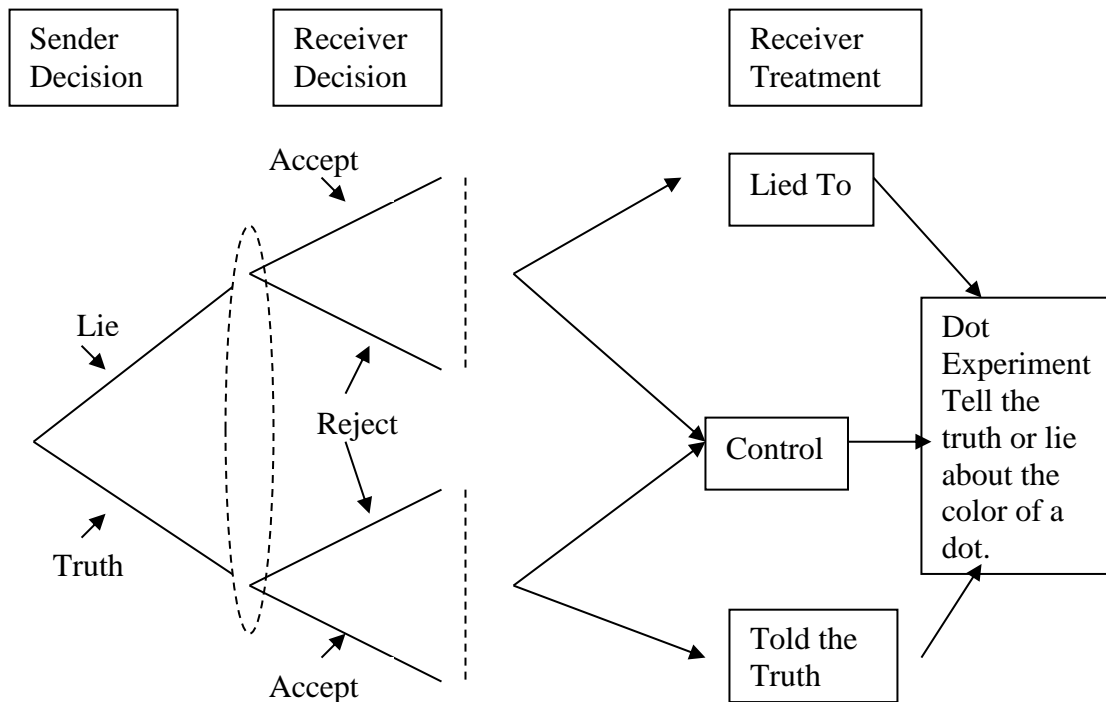 Sender
Decision
Receiver
Decision
Receiver
Treatment
Accept
Lied To
Lie
Dot
Experiment
Tell the
truth or lie
about the
color of a
dot.
Reject
Control
Truth
Told the
Truth
Accept